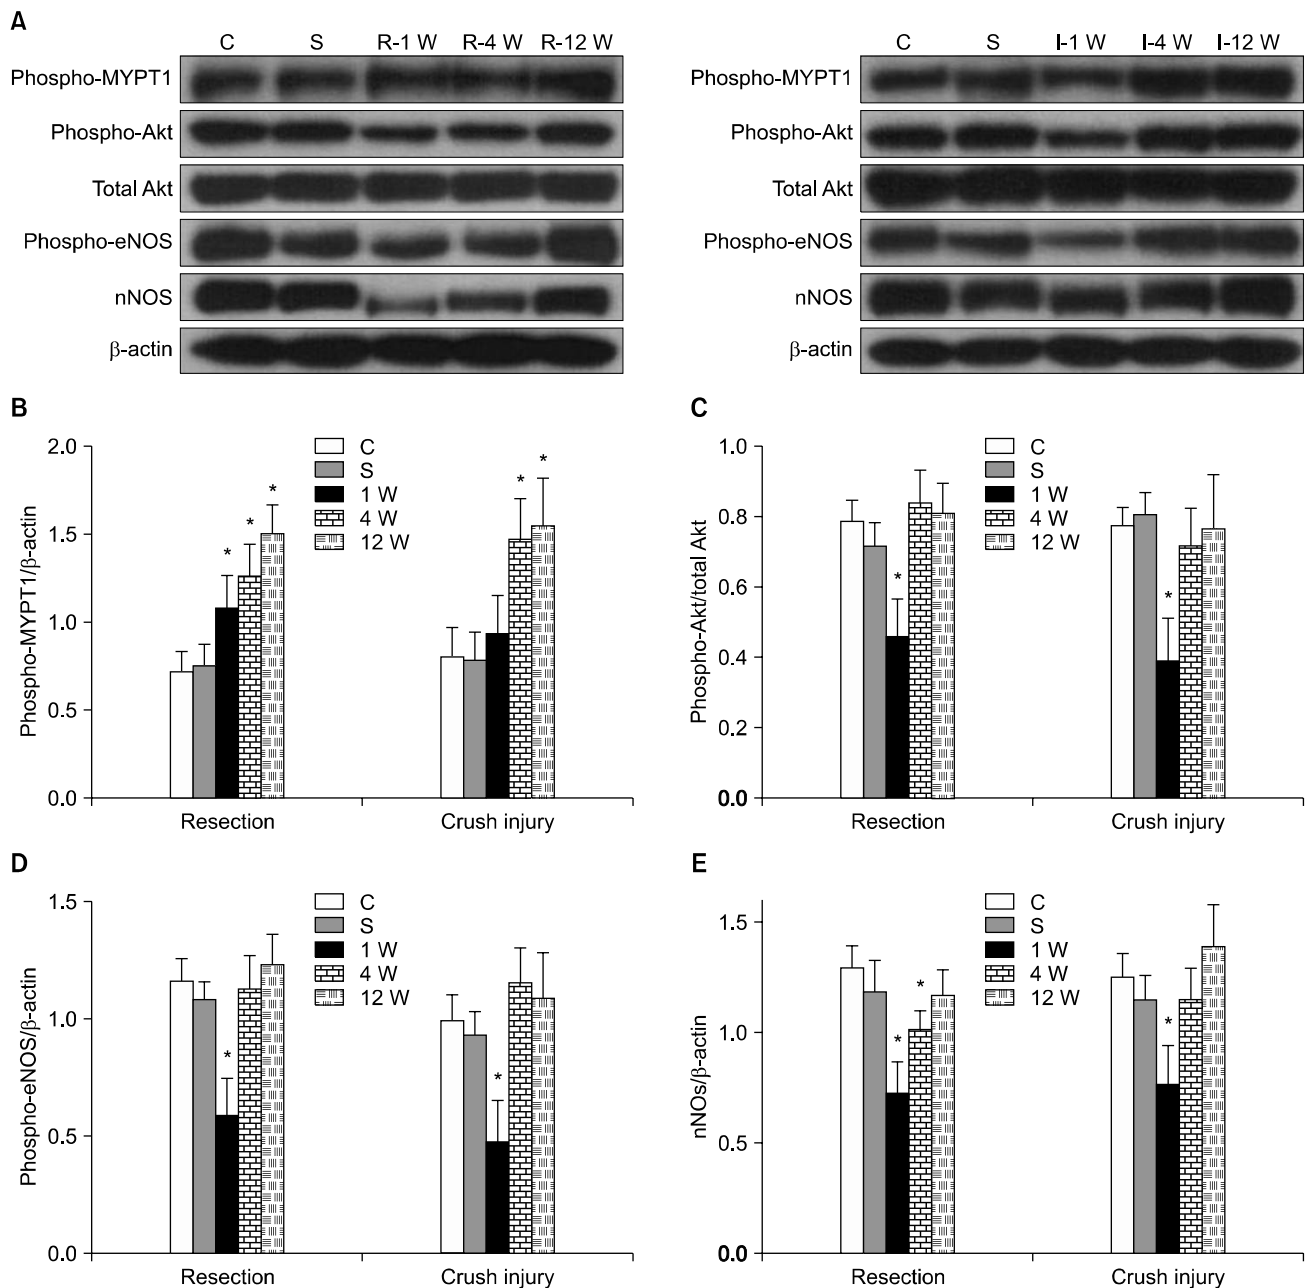 A
C S R-1 W R-4 W R-12 W
Phospho-MYPT1
Phospho-Akt
Total Akt
Phospho-eNOS
nNOS
β-actin
C S I-1 W I-4 W I-12 W
Phospho-MYPT1
Phospho-Akt
Total Akt
Phospho-eNOS
nNOS
β-actin
B
Phospho-MYPT1/β-actin
2.0
1.5
1.0
0.5
0.0
C
S
1 W
4 W
12 W
* * *
* *
Resection Crush injury
C
Phospho-Akt/total Akt
1.0
0.8
0.6
0.4
0.2
0.0
C
S
1 W
4 W
12 W
*
*
Resection Crush injury
D
Phospho-eNOS/β-actin
1.5
1.0
0.5
0.0
C
S
1 W
4 W
12 W
*
*
Resection Crush injury
E
nNOs/β-actin
1.5
1.0
0.5
0.0
C
S
1 W
4 W
12 W
* *
*
Resection Crush injury